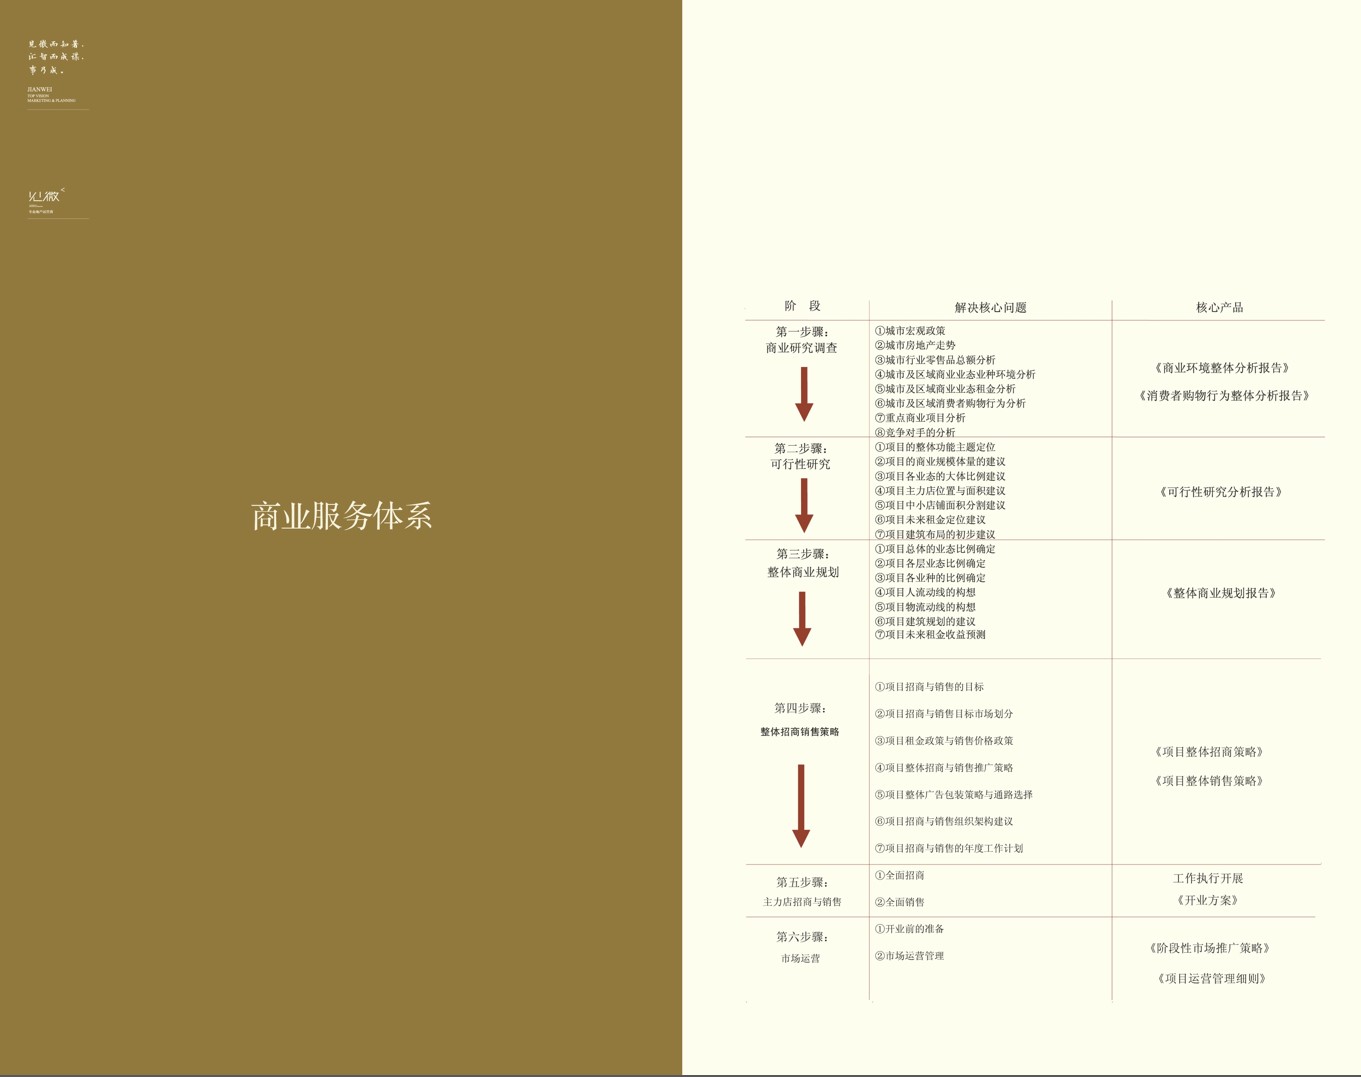 见微而知著，
汇智而成谋，
事乃成。
JIANWEI
TOP VISION
MARKETING & PLANNING
见微
商业服务体系
阶 段
解决核心问题
核心产品
第一步骤：
商业研究调查
①城市宏观政策
②城市房地产走势
③城市行业零售品总额分析
④城市及区域商业业态业种环境分析
⑤城市及区域商业业态租金分析
⑥城市及区域消费者购物行为分析
⑦重点商业项目分析
⑧竞争对手的分析
《商业环境整体分析报告》
《消费者购物行为整体分析报告》
第二步骤：
可行性研究
①项目的整体功能主题定位
②项目的商业规模体量的建议
③项目各业态的大体比例建议
④项目主力店位置与面积建议
⑤项目中小店铺面积分割建议
⑥项目未来租金定位建议
⑦项目建筑布局的初步建议
《可行性研究分析报告》
第三步骤：
整体商业规划
①项目总体的业态比例确定
②项目各层业态比例确定
③项目各业种的比例确定
④项目人流动线的构想
⑤项目物流动线的构想
⑥项目建筑规划的建议
⑦项目未来租金收益预测
《整体商业规划报告》
第四步骤：
整体招商销售策略
①项目招商与销售的目标
②项目招商与销售目标市场划分
③项目租金政策与销售价格政策
④项目整体招商与销售推广策略
⑤项目整体广告包装策略与通路选择
⑥项目招商与销售组织架构建议
⑦项目招商与销售的年度工作计划
《项目整体招商策略》
《项目整体销售策略》
第五步骤：
主力店招商与销售
①全面招商
②全面销售
工作执行开展
《开业方案》
第六步骤：
市场运营
①开业前的准备
②市场运营管理
《阶段性市场推广策略》
《项目运营管理细则》